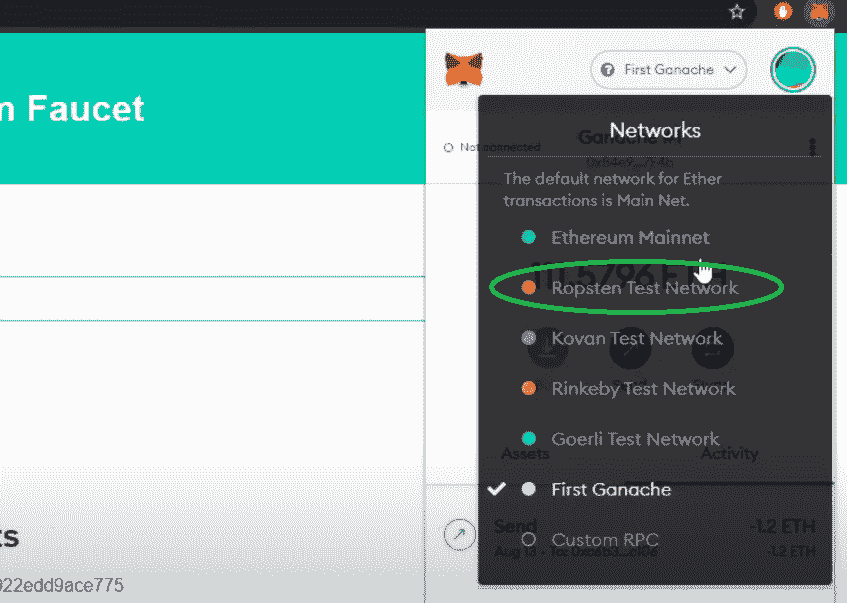 m Faucet
ts
022edd9ace775
First Ganache
Not connected
Networks
The default network for Ether
transactions is Main Net.
Ethereum Mainnet
Ropsten Test Network
Kovan Test Network
Rinkeby Test Network
Goerli Test Network
Assets
Activity
First Ganache
Send
-1.2 ETH
Custom RPC
-1.2 ETH